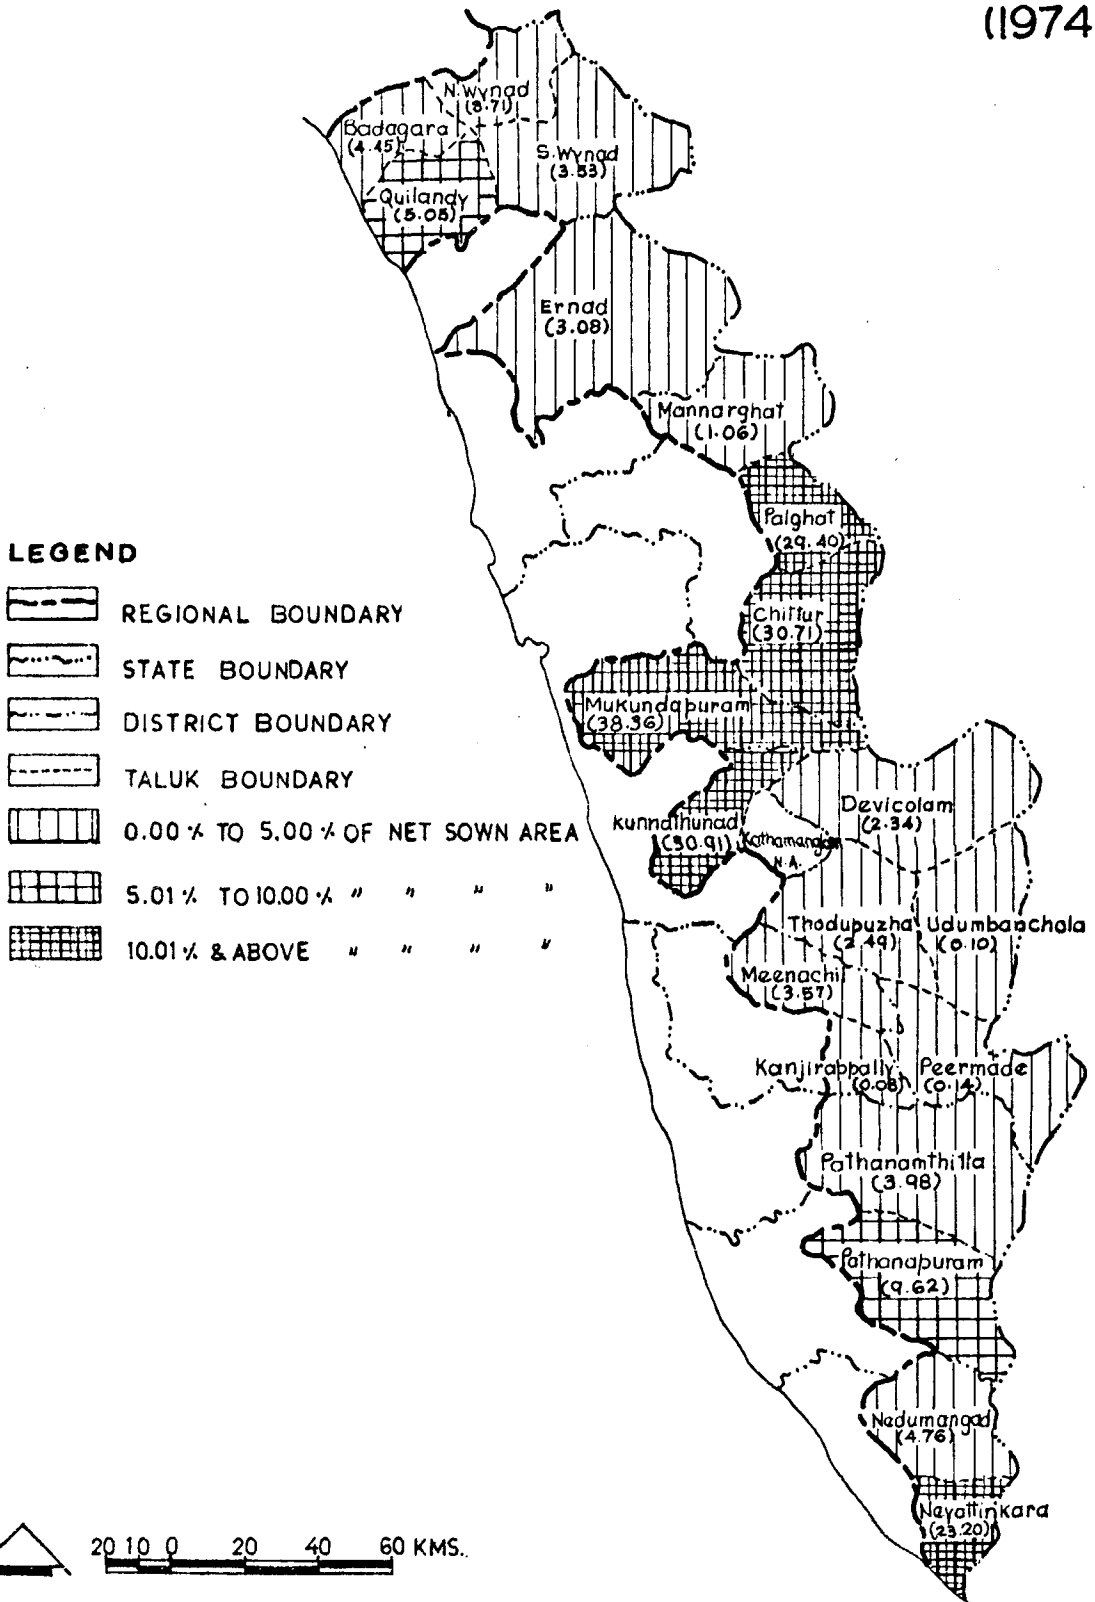 (1974
N.Wynad
(3.71)
Badagara
(4.45)
S.Wynad
(3.53)
Quilandy
(5.05)
Ernad
(3.08)
Mannarghat
(1.06)
Palghat
(29.40)
Chittur
(30.71)
Mukundapuram
(38.36)
Devicolam
(2.34)
Kunnathunad
(30.91)
Kothamangalam
N.A.
Thodupuzha
(2.49)
Udumbanchola
(0.10)
Meenachil
(3.57)
Kanjirappally
(0.08)
Peermade
(0.14)
Pathanamthitta
(3.98)
Pathanapuram
(9.62)
Nedumangad
(4.76)
Neyattinkara
(23.20)
LEGEND
REGIONAL BOUNDARY
STATE BOUNDARY
DISTRICT BOUNDARY
TALUK BOUNDARY
0.00 % TO 5.00 % OF NET SOWN AREA
5.01 % TO 10.00 % " " " "
10.01 % & ABOVE " " " "
20 10 0 20 40 60 KMS.